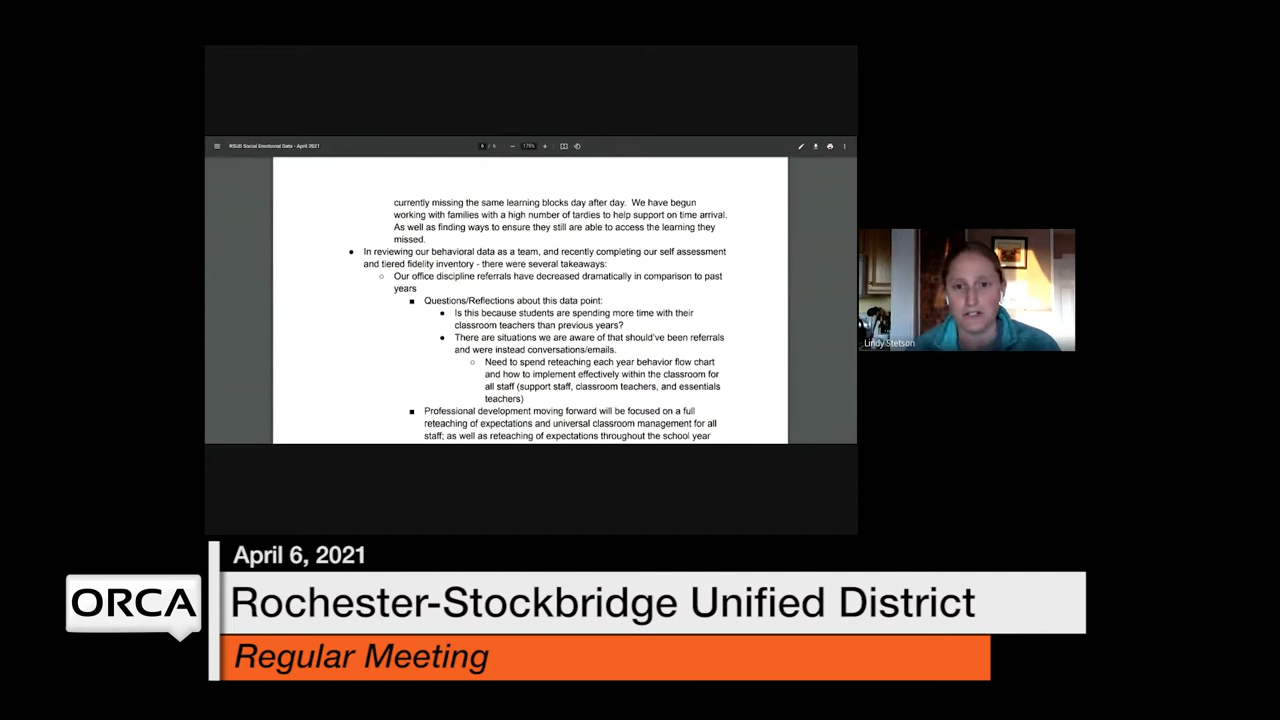 RSUD Social Emotional Data - April 2021
6 / 6
175%
currently missing the same learning blocks day after day. We have begun
working with families with a high number of tardies to help support on time arrival.
As well as finding ways to ensure they still are able to access the learning they
missed.
In reviewing our behavioral data as a team, and recently completing our self assessment
and tiered fidelity inventory - there were several takeaways:
Our office discipline referrals have decreased dramatically in comparison to past
years
Questions/Reflections about this data point:
Is this because students are spending more time with their
classroom teachers than previous years?
There are situations we are aware of that should've been referrals
and were instead conversations/emails.
Need to spend reteaching each year behavior flow chart
and how to implement effectively within the classroom for
all staff (support staff, classroom teachers, and essentials
teachers)
Professional development moving forward will be focused on a full
reteaching of expectations and universal classroom management for all
staff; as well as reteaching of expectations throughout the school year
Lindy Stetson
April 6, 2021
ORCA
Rochester-Stockbridge Unified District
Regular Meeting